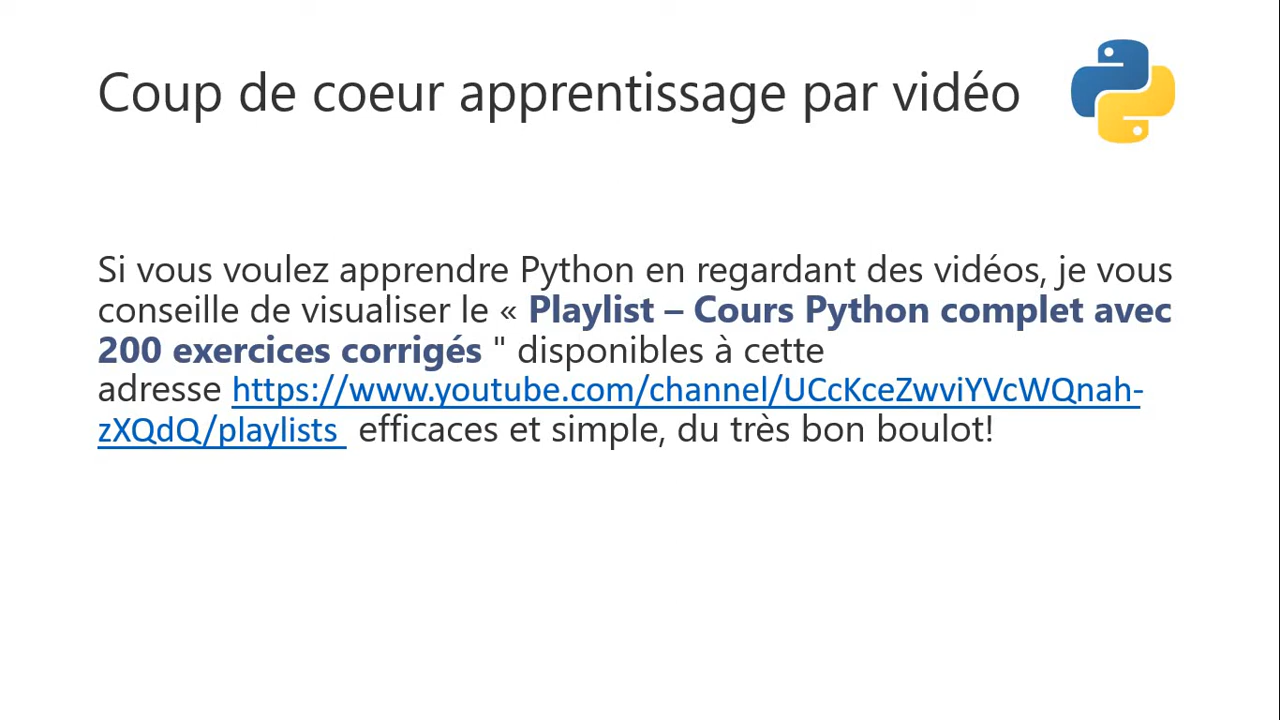 Coup de coeur apprentissage par vidéo
Si vous voulez apprendre Python en regardant des vidéos, je vous
conseille de visualiser le « Playlist – Cours Python complet avec
200 exercices corrigés " disponibles à cette
adresse https://www.youtube.com/channel/UCcKceZwviYVcWQnah-
zXQdQ/playlists efficaces et simple, du très bon boulot!